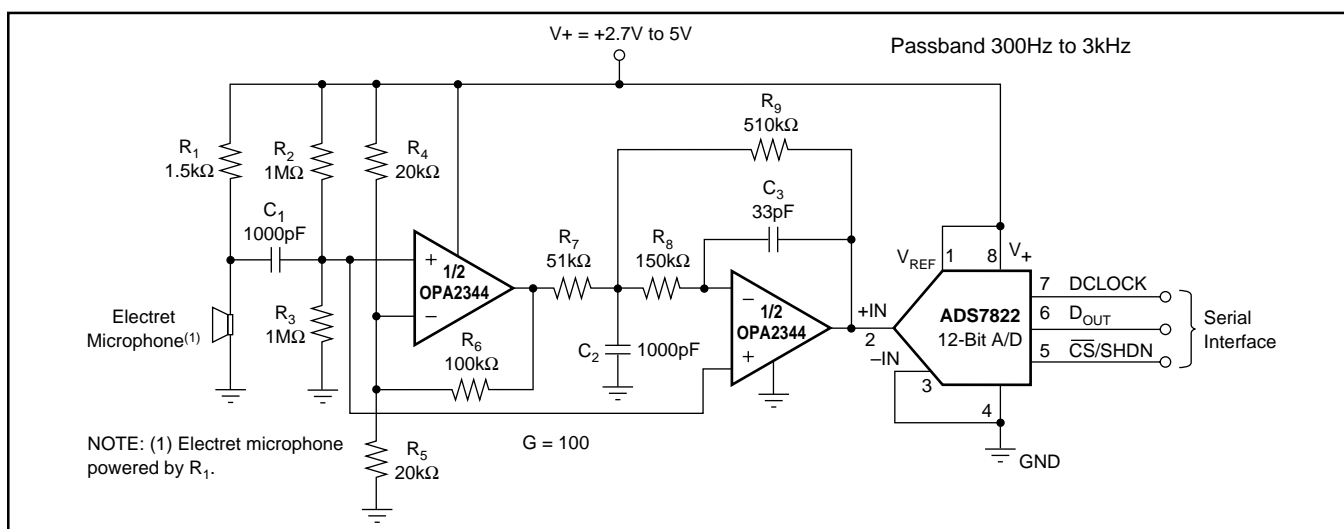 V+ = +2.7V to 5V
Passband 300Hz to 3kHz
R1
1.5kΩ
R2
1MΩ
R4
20kΩ
R9
510kΩ
C3
33pF
C1
1000pF
R7
51kΩ
R8
150kΩ
+
1/2
OPA2344
−
−
1/2
OPA2344
+
VREF
1
8
V+
7
DCLOCK
+IN
2
ADS7822
12-Bit A/D
6
DOUT
−IN
3
5
CS/SHDN
4
Serial
Interface
Electret
Microphone(1)
R3
1MΩ
R6
100kΩ
C2
1000pF
G = 100
R5
20kΩ
GND
NOTE: (1) Electret microphone
powered by R1.